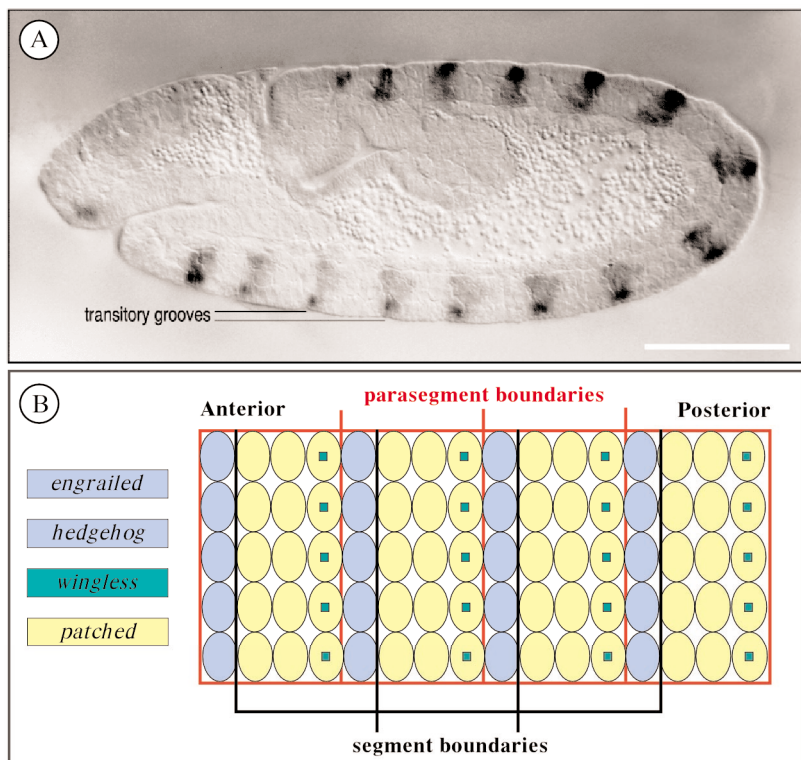 A
transitory grooves
B
parasegment boundaries
Anterior
Posterior
engrailed
hedgehog
wingless
patched
segment boundaries